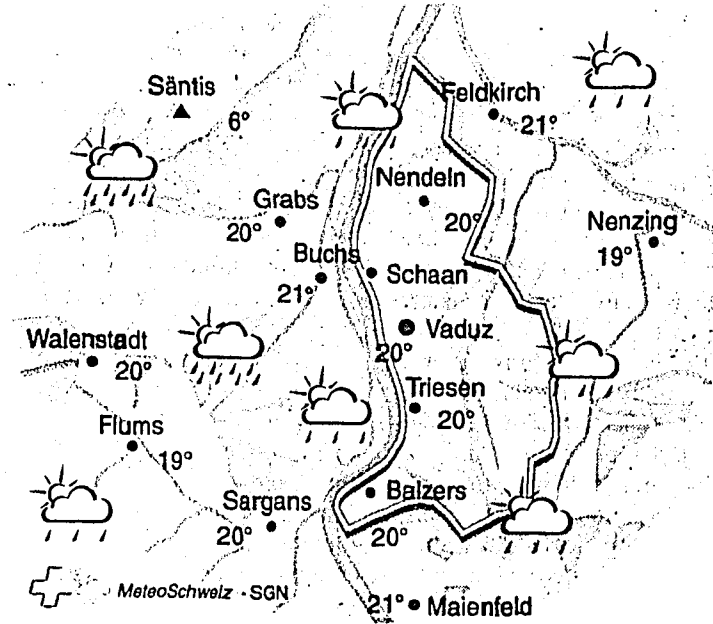 Säntis
6°
Feldkirch
21°
Nendeln
20°
Grabs
20°
Nenzing
19°
Buchs
21°
Schaan
Vaduz
20°
Walenstadt
20°
Triesen
20°
Flums
19°
Balzers
20°
Sargans
20°
MeteoSchweiz - SGN
21° Maienfeld